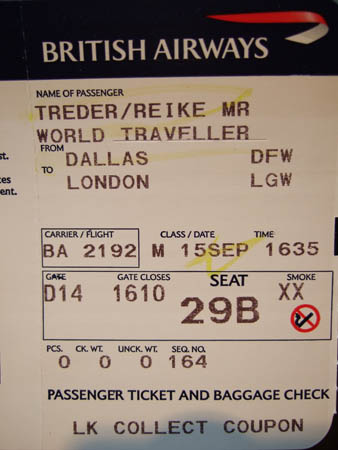 BRITISH AIRWAYS
NAME OF PASSENGER
TREDER/REIKE MR
WORLD TRAVELLER
FROM DALLAS DFW
TO LONDON LGW
CARRIER / FLIGHT CLASS / DATE TIME
BA 2192 M 15SEP 1635
GATE GATE CLOSES SEAT SMOKE
D14 1610 29B XX
PCS. CK. WT. UNCK. WT. SEQ. NO.
0 0 0 164
PASSENGER TICKET AND BAGGAGE CHECK
LK COLLECT COUPON